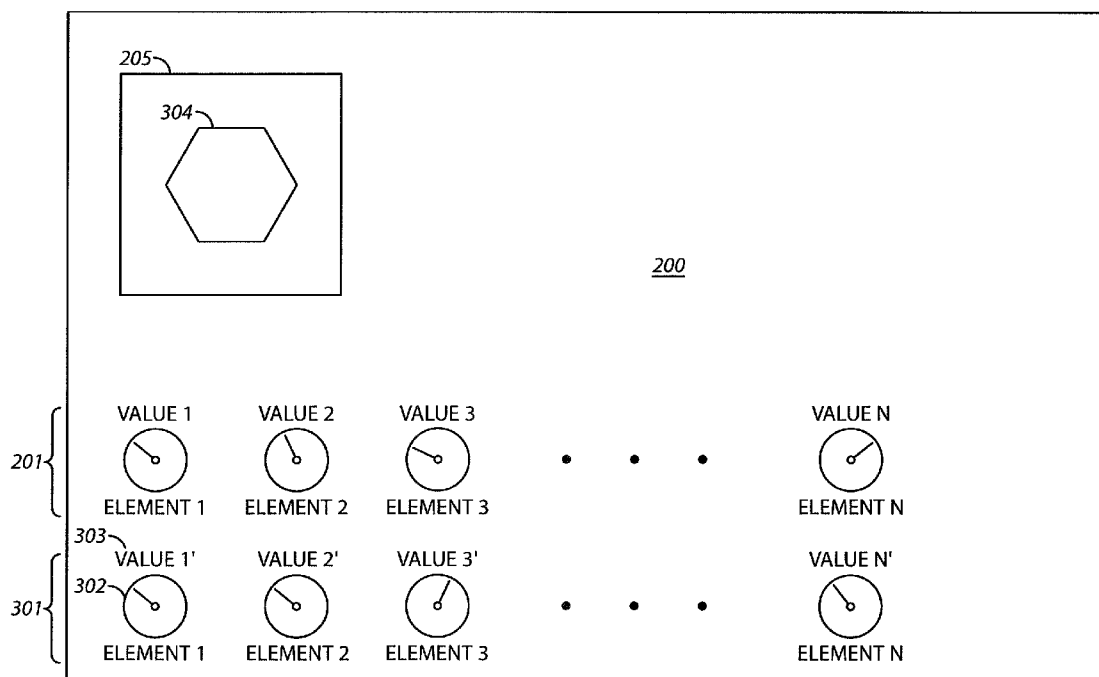 205
304
200
VALUE 1 VALUE 2 VALUE 3 VALUE N
201
ELEMENT 1 ELEMENT 2 ELEMENT 3 ELEMENT N
303
VALUE 1' VALUE 2' VALUE 3' VALUE N'
302
301
ELEMENT 1 ELEMENT 2 ELEMENT 3 ELEMENT N